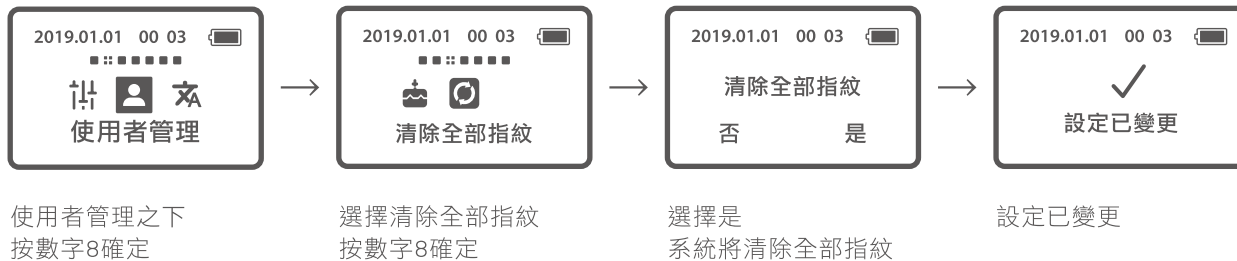 2019.01.01 00 03
使用者管理
使用者管理之下
按數字8確定
2019.01.01 00 03
清除全部指紋
選擇清除全部指紋
按數字8確定
2019.01.01 00 03
清除全部指紋
否 是
選擇是
系統將清除全部指紋
2019.01.01 00 03
設定已變更
設定已變更